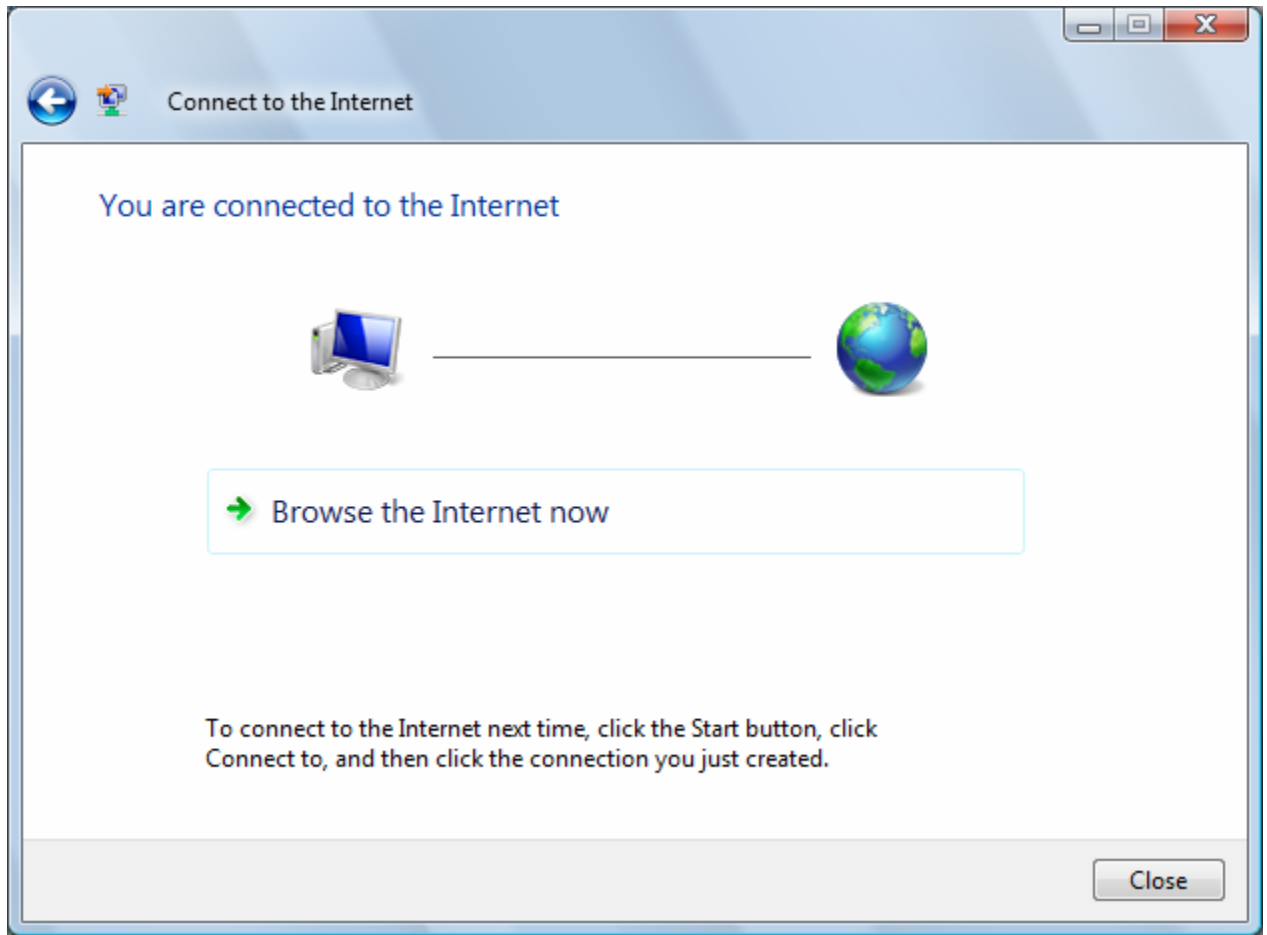 Connect to the Internet
You are connected to the Internet
Browse the Internet now
To connect to the Internet next time, click the Start button, click
Connect to, and then click the connection you just created.
Close